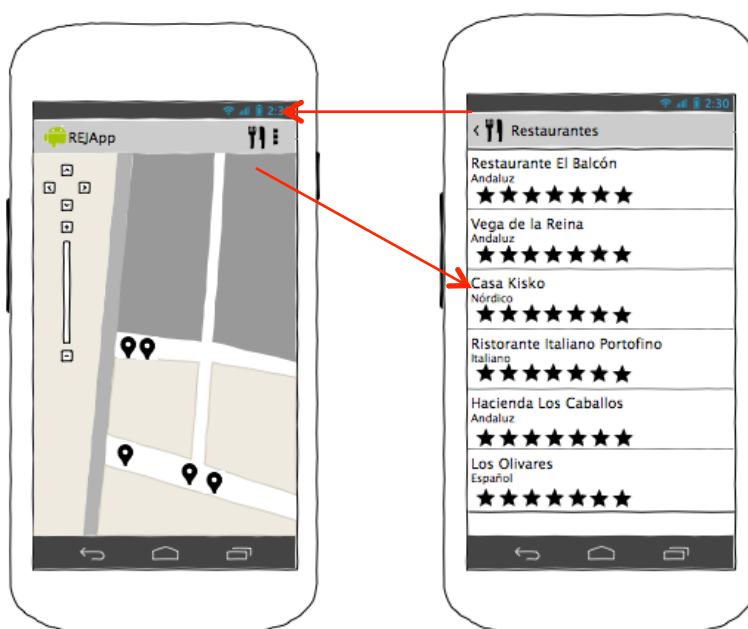 2:30
REJApp
2:30
Restaurantes
Restaurante El Balcón
Andaluz
Vega de la Reina
Andaluz
Casa Kisko
Nórdico
Ristorante Italiano Portofino
Italiano
Hacienda Los Caballos
Andaluz
Los Olivares
Español